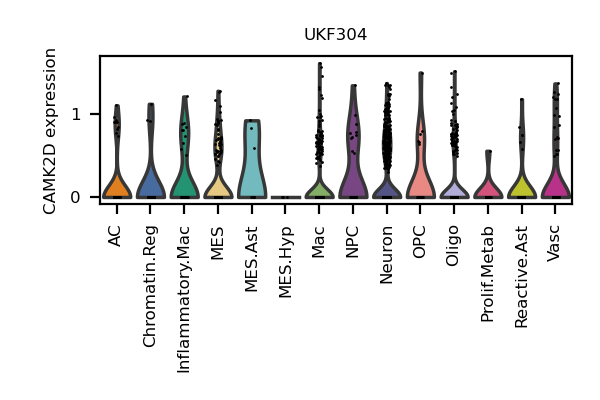 UKF304
CAMK2D expression
1
0
AC
Chromatin.Reg
Inflammatory.Mac
MES
MES.Ast
MES.Hyp
Mac
NPC
Neuron
OPC
Oligo
Prolif.Metab
Reactive.Ast
Vasc